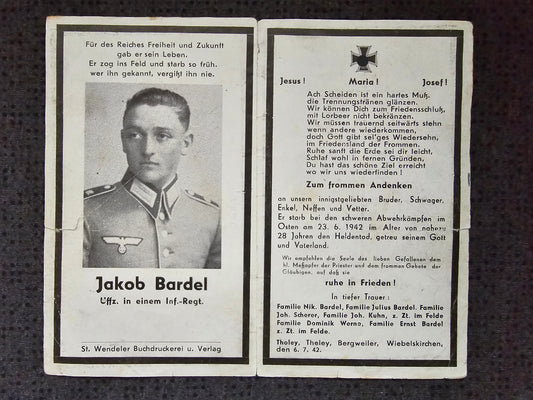 Für des Reiches Freiheit und Zukunft
gab er sein Leben.
Er zog ins Feld und starb so früh,
wer ihn gekannt, vergißt ihn nie.
Jakob Bardel
Uffz. in einem Inf.-Regt.
St. Wendeler Buchdruckerei u. Verlag
Jesus! Maria! Josef!
Ach Scheiden ist ein hartes Muß,
die Trennungstränen glänzen.
Wir können Dich zum Friedensschluß,
mit Lorbeer nicht bekränzen.
Wir müssen trauernd seitwärts stehn
wenn andere wiederkommen,
doch Gott gibt sel'ges Wiedersehn,
im Friedensland der Frommen.
Ruhe sanft die Erde sei dir leicht,
Schlaf wohl in fernen Gründen,
Du hast das schöne Ziel erreicht
wo wir uns wiederfinden!
Zum frommen Andenken
an unsern innigstgeliebten Bruder, Schwager,
Enkel, Neffen und Vetter.
Er starb bei den schweren Abwehrkämpfen im
Osten am 23. 6. 1942 im Alter von nahezu
28 Jahren den Heldentod, getreu seinem Gott
und Vaterland.
Wir empfehlen die Seele des lieben Gefallenen dem
hl. Meßopfer der Priester und dem frommen Gebete der
Gläubigen, auf daß sie
ruhe in Frieden!
In tiefer Trauer:
Familie Nik. Bardel, Familie Julius Bardel, Familie
Joh. Scherer, Familie Joh. Kuhn, z. Zt. im Felde
Familie Dominik Werno, Familie Ernst Bardel
z. Zt. im Felde.
Tholey, Theley, Bergweiler, Wiebelskirchen,
den 6. 7. 42.